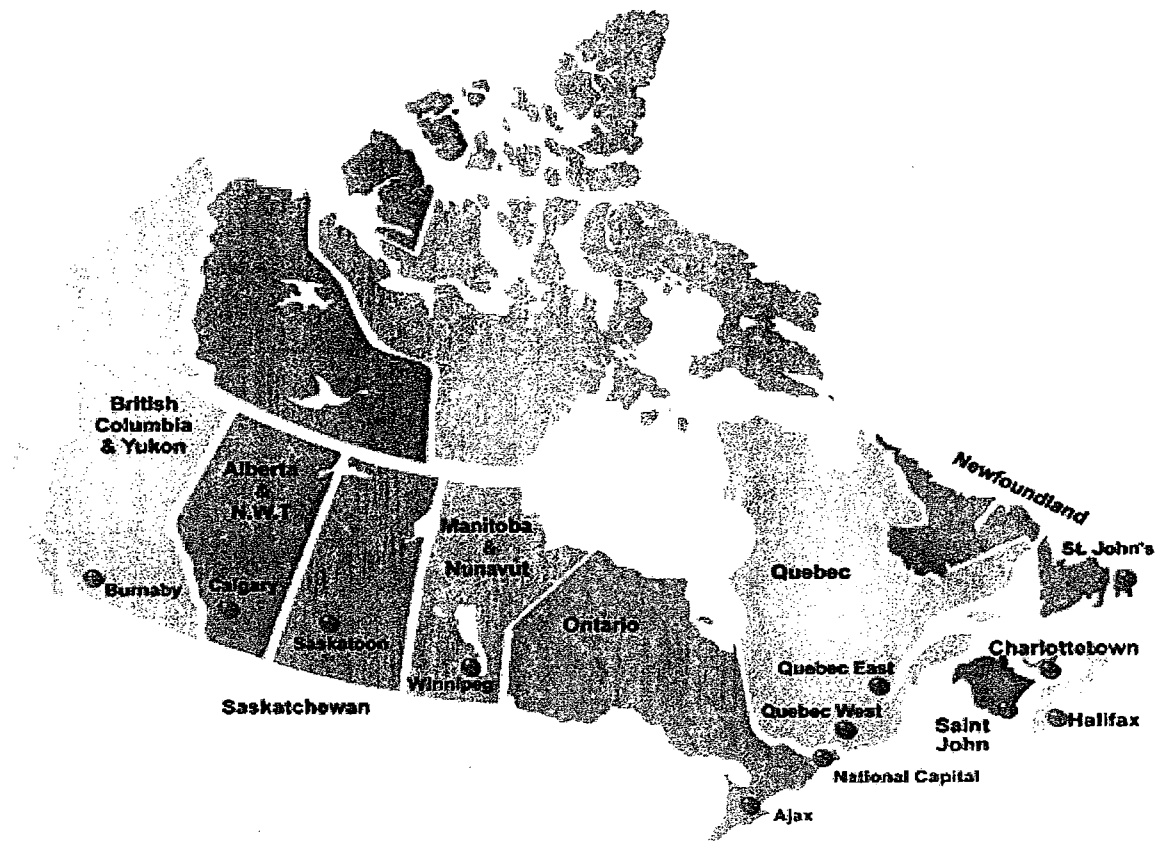 British
Columbia
& Yukon
Alberta
&
N.W.T
Manitoba
&
Nunavut
Newfoundland
St. John's
Quebec
Burnaby
Calgary
Saskatoon
Ontario
Charlottetown
Quebec East
Winnipeg
Saskatchewan
Quebec West
Saint
John
Halifax
National Capital
Ajax